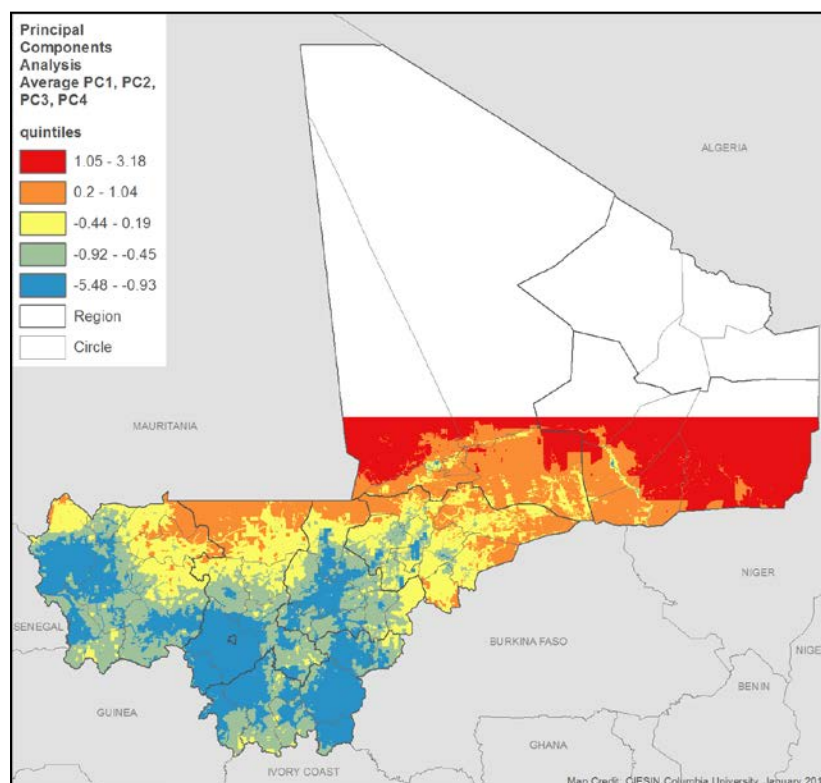 Principal
Components
Analysis
Average PC1, PC2,
PC3, PC4
quintiles
1.05 - 3.18
0.2 - 1.04
-0.44 - 0.19
-0.92 - -0.45
-5.48 - -0.93
Region
Circle
ALGERIA
MAURITANIA
NIGER
SENEGAL
BURKINA FASO
NIGE
BENIN
GUINEA
GHANA
IVORY COAST
Map Credit CIESIN Columbia University, January 201